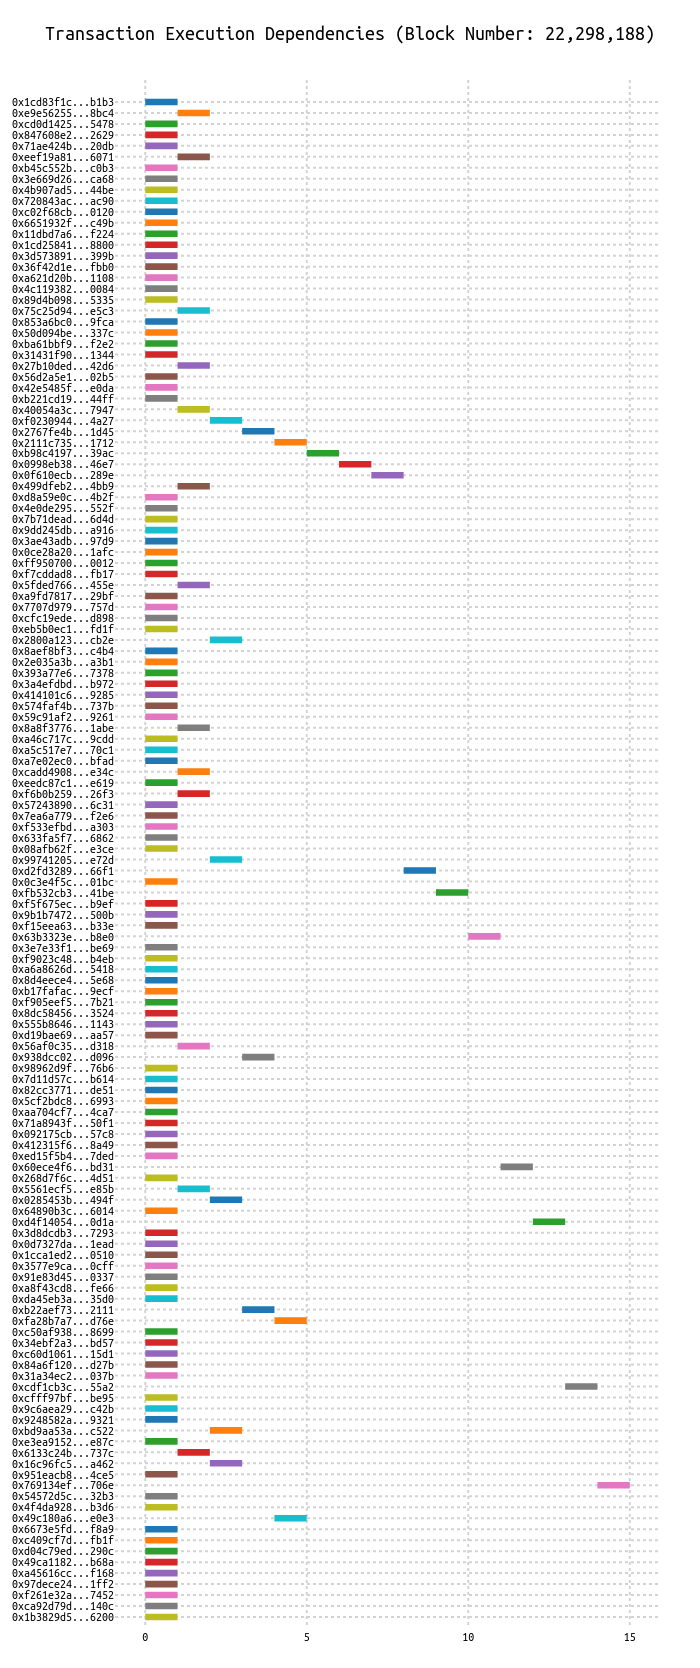 Transaction Execution Dependencies (Block Number: 22,298,188)
0x1cd83f1c...b1b3
0xe9e56255...8bc4
0xcd0d1425...5478
0x847608e2...2629
0x71ae424b...20db
0xeef19a81...6071
0xb45c552b...c0b3
0x3e669d26...ca68
0x4b907ad5...44be
0x720843ac...ac90
0xc02f68cb...0120
0x6651932f...c49b
0x11dbd7a6...f224
0x1cd25841...8800
0x3d573891...399b
0x36f42d1e...fbb0
0xa621d20b...1108
0x4c119382...0084
0x89d4b098...5335
0x75c25d94...e5c3
0x853a6bc0...9fca
0x50d094be...337c
0xba61bbf9...f2e2
0x31431f90...1344
0x27b10ded...42d6
0x56d2a5e1...02b5
0x42e5485f...e0da
0xb221cd19...44ff
0x40054a3c...7947
0xf0230944...4a27
0x2767fe4b...1d45
0x2111c735...1712
0xb98c4197...39ac
0x0998eb38...46e7
0x0f610ecb...289e
0x499dfeb2...4bb9
0xd8a59e0c...4b2f
0x4e0de295...552f
0x7b71dead...6d4d
0x9dd245db...a916
0x3ae43adb...97d9
0x0ce28a20...1afc
0xff950700...0012
0xf7cddad8...fb17
0x5fded766...455e
0xa9fd7817...29bf
0x7707d979...757d
0xcfc19ede...d898
0xeb5b0ec1...fd1f
0x2800a123...cb2e
0x8aef8bf3...c4b4
0x2e035a3b...a3b1
0x393a77e6...7378
0x3a4efdbd...b972
0x414101c6...9285
0x574faf4b...737b
0x59c91af2...9261
0x8a8f3776...1abe
0xa46c717c...9cdd
0xa5c517e7...70c1
0xa7e02ec0...bfad
0xcadd4908...e34c
0xeedc87c1...e619
0xf6b0b259...26f3
0x57243890...6c31
0x7ea6a779...f2e6
0xf533efbd...a303
0x633fa5f7...6862
0x08afb62f...e3ce
0x99741205...e72d
0xd2fd3289...66f1
0x0c3e4f5c...01bc
0xfb532cb3...41be
0xf5f675ec...b9ef
0x9b1b7472...500b
0xf15eea63...b33e
0x63b3323e...b8e0
0x3e7e33f1...be69
0xf9023c48...b4eb
0xa6a8626d...5418
0x8d4eece4...5e68
0xb17fafac...9ecf
0xf905eef5...7b21
0x8dc58456...3524
0x555b8646...1143
0xd19bae69...aa57
0x56af0c35...d318
0x938dcc02...d096
0x98962d9f...76b6
0x7d11d57c...b614
0x82cc3771...de51
0x5cf2bdc8...6993
0xaa704cf7...4ca7
0x71a8943f...50f1
0x092175cb...57c8
0x412315f6...8a49
0xed15f5b4...7ded
0x60ece4f6...bd31
0x268d7f6c...4d51
0x5561ecf5...e85b
0x0285453b...494f
0x64890b3c...6014
0xd4f14054...0d1a
0x3d8dcdb3...7293
0x0d7327da...1ead
0x1cca1ed2...0510
0x3577e9ca...0cff
0x91e83d45...0337
0xa8f43cd8...fe66
0xda45eb3a...35d0
0xb22aef73...2111
0xfa28b7a7...d76e
0xc50af938...8699
0x34ebf2a3...bd57
0xc60d1061...15d1
0x84a6f120...d27b
0x31a34ec2...037b
0xcdf1cb3c...55a2
0xcfff97bf...be95
0x9c6aea29...c42b
0x9248582a...9321
0xbd9aa53a...c522
0xe3ea9152...e87c
0x6133c24b...737c
0x16c96fc5...a462
0x951eacb8...4ce5
0x769134ef...706e
0x54572d5c...32b3
0x4f4da928...b3d6
0x49c180a6...e0e3
0x6673e5fd...f8a9
0xc409cf7d...fb1f
0xd04c79ed...290c
0x49ca1182...b68a
0xa45616cc...f168
0x97dece24...1ff2
0xf261e32a...7452
0xca92d79d...140c
0x1b3829d5...6200
0 5 10 15